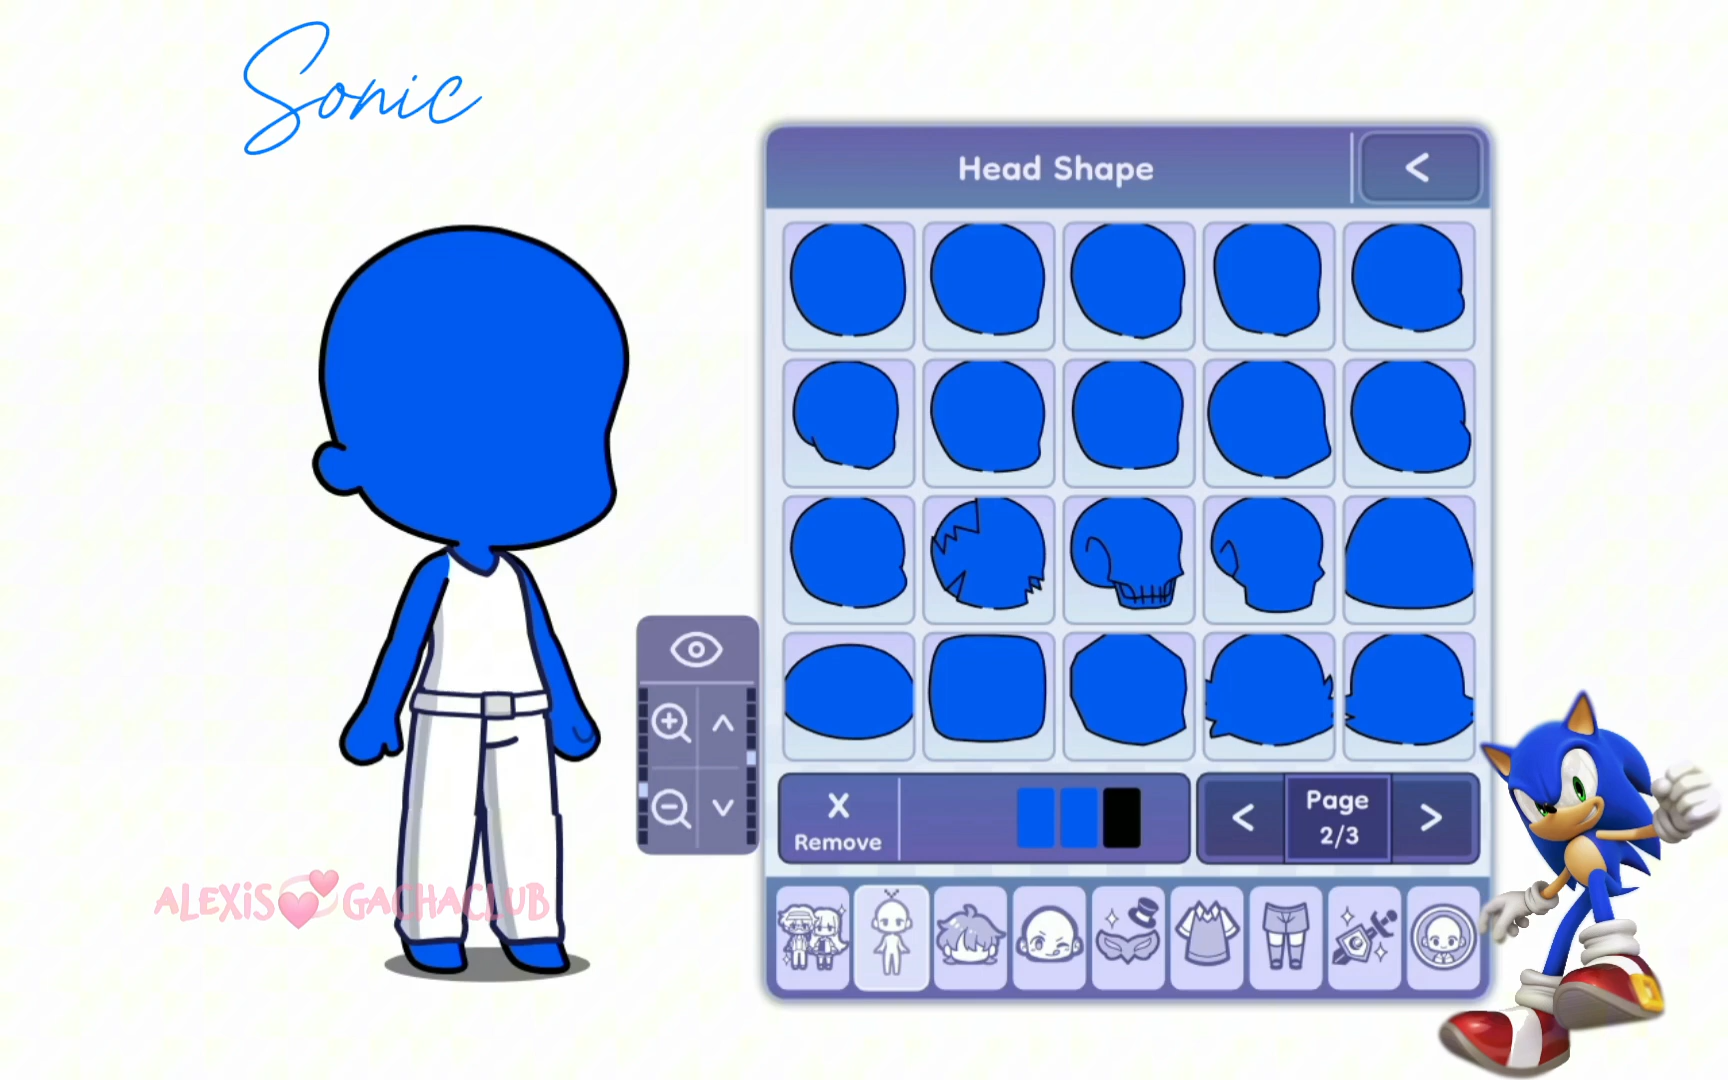 Sonic
Head Shape
<
X
Remove
<
Page
2/3
>
ALEXiS GACHACLUB